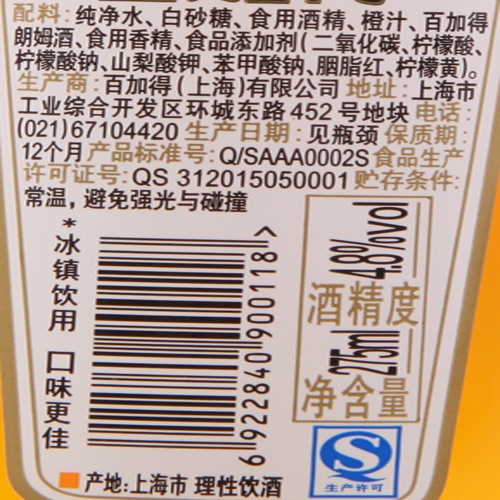 配料:纯净水、白砂糖、食用酒精、橙汁、百加得
朗姆酒、食用香精、食品添加剂(二氧化碳、柠檬酸、
柠檬酸钠、山梨酸钾、苯甲酸钠、胭脂红、柠檬黄)。
生产商:百加得(上海)有限公司 地址:上海市
工业综合开发区环城东路 452 号地块 电话:
(021)67104420 生产日期:见瓶颈 保质期:
12个月 产品标准号:Q/SAAA0002S 食品生产
许可证号:QS 312015050001 贮存条件:
常温,避免强光与碰撞
*冰镇饮用 口味更佳
6 922840 900118 >
酒精度 4.8%vol
净含量 275ml
QS
生产许可
产地:上海市 理性饮酒